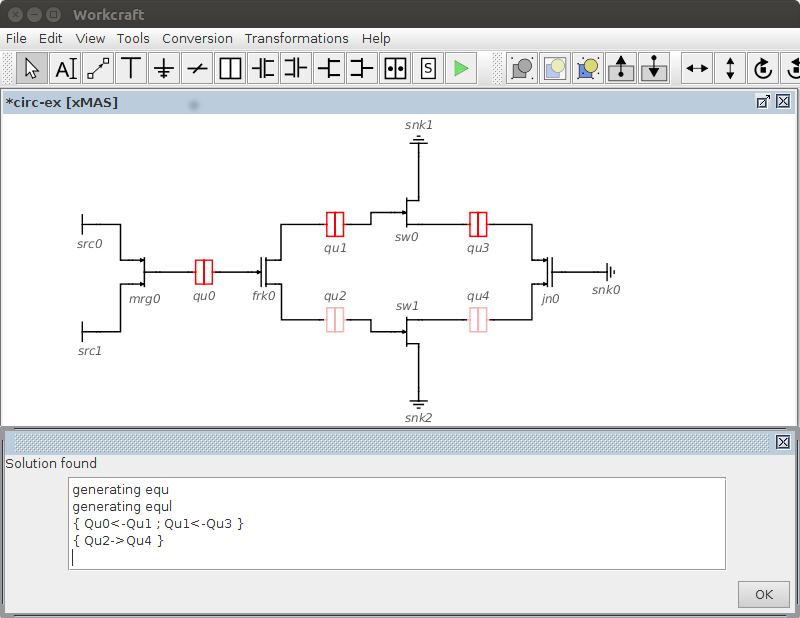 Workcraft
File Edit View Tools Conversion Transformations Help
A S
*circ-ex [xMAS]
snk1
src0
qu1
sw0
qu3
mrg0
qu0
frk0
qu2
sw1
qu4
jn0
snk0
src1
snk2
Solution found
generating equ
generating equl
{ Qu0<-Qu1 ; Qu1<-Qu3 }
{ Qu2->Qu4 }
OK